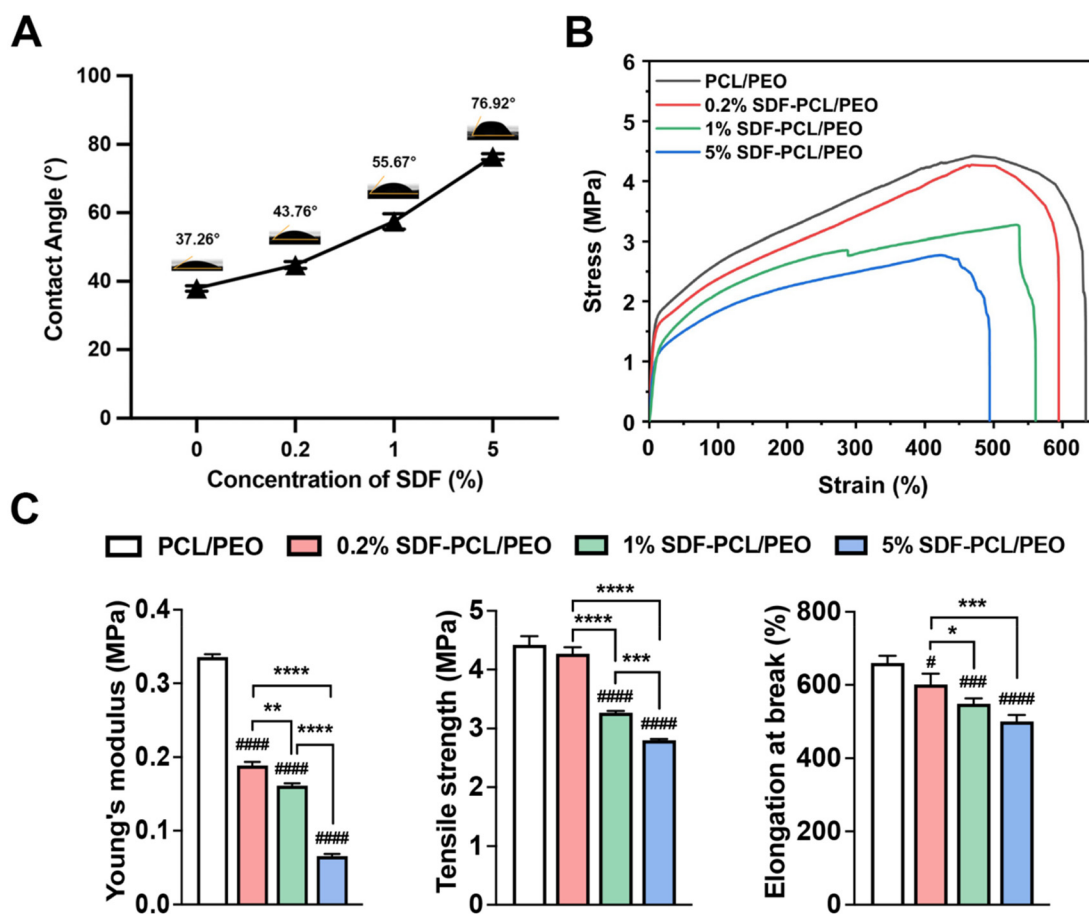 A
100
80
60
40
20
0
Contact Angle (°)
37.26°
43.76°
55.67°
76.92°
0 0.2 1 5
Concentration of SDF (%)
B
6
5
4
3
2
1
0
Stress (MPa)
PCL/PEO
0.2% SDF-PCL/PEO
1% SDF-PCL/PEO
5% SDF-PCL/PEO
0 100 200 300 400 500 600
Strain (%)
C
PCL/PEO 0.2% SDF-PCL/PEO 1% SDF-PCL/PEO 5% SDF-PCL/PEO
Young's modulus (MPa)
0.4
0.3
0.2
0.1
0.0
****
** ****
#### ####
####
Tensile strength (MPa)
5
4
3
2
1
0
****
****
***
####
####
Elongation at break (%)
800
600
400
200
0
***
*
#
###
####